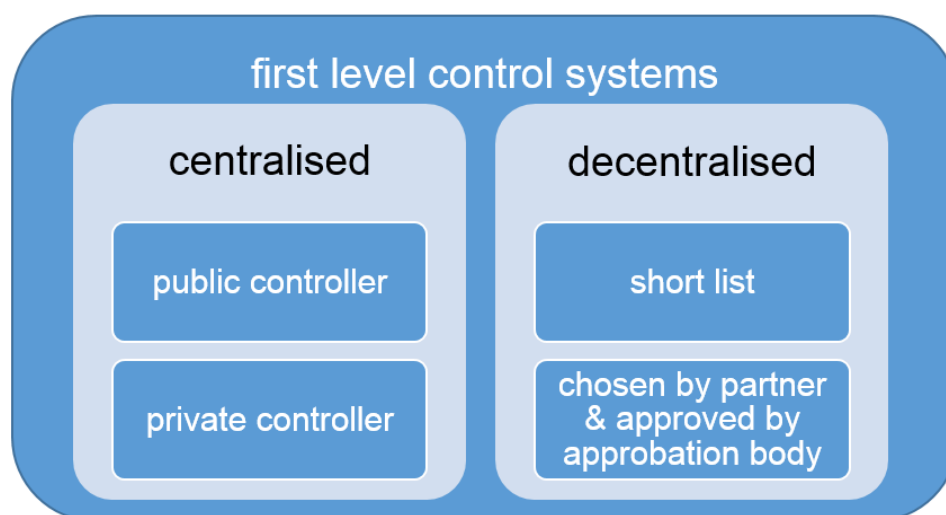 first level control systems
centralised
public controller
private controller
decentralised
short list
chosen by partner
& approved by
approbation body